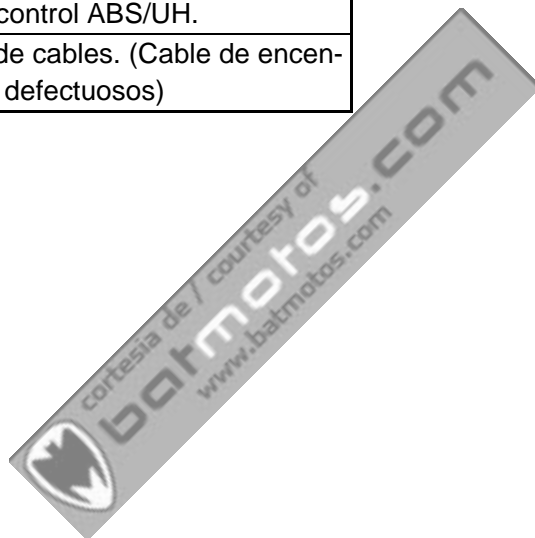 control ABS/UH.
de cables. (Cable de encen-
defectuosos)
cortesia de / courtesy of
batmotos.com
www.batmotos.com